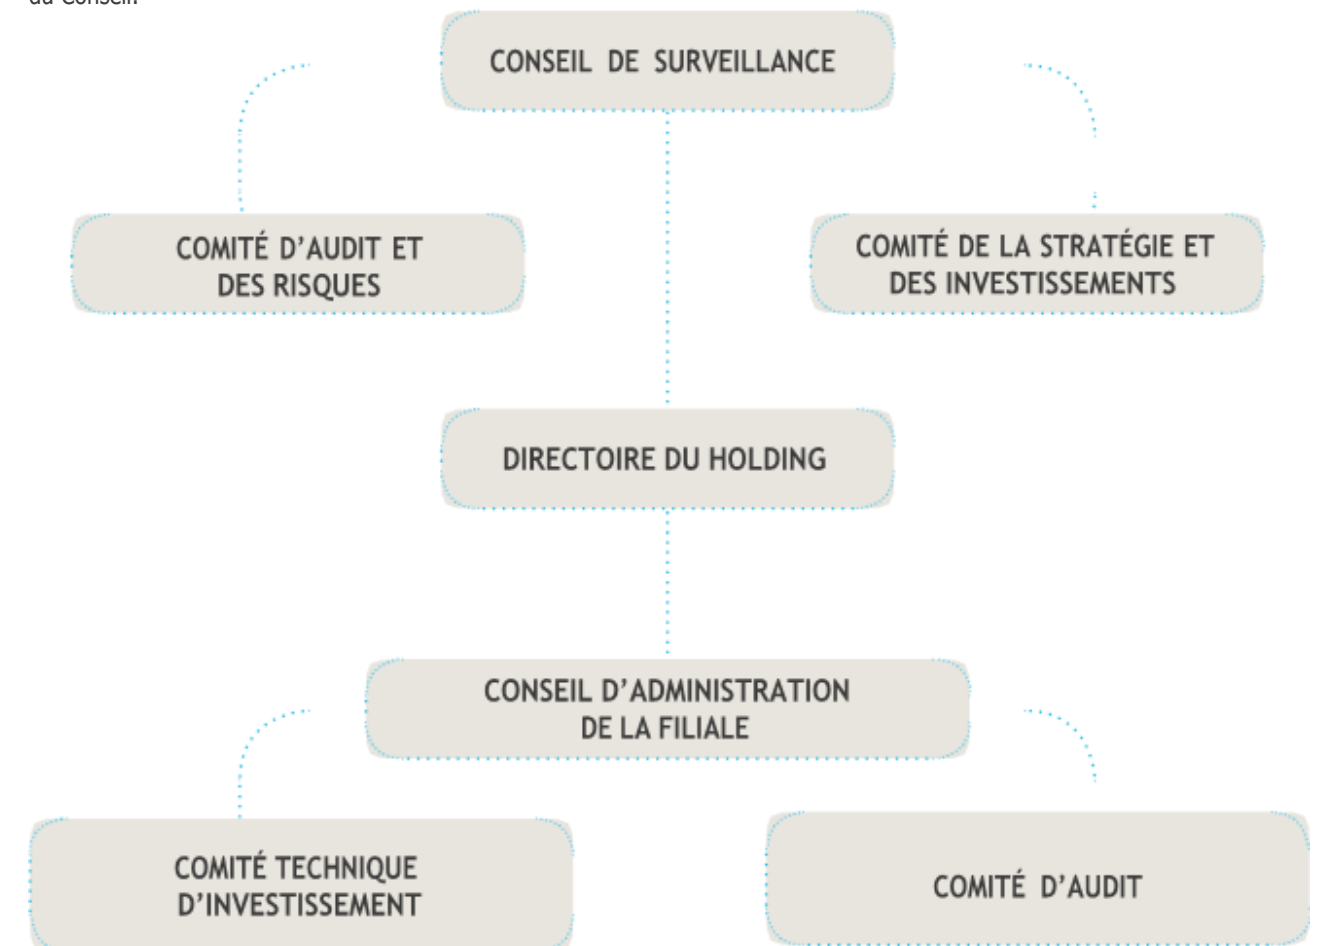 du Conseil.
CONSEIL DE SURVEILLANCE
COMITÉ D’AUDIT ET
DES RISQUES
COMITÉ DE LA STRATÉGIE ET
DES INVESTISSEMENTS
DIRECTOIRE DU HOLDING
CONSEIL D’ADMINISTRATION
DE LA FILIALE
COMITÉ TECHNIQUE
D’INVESTISSEMENT
COMITÉ D’AUDIT